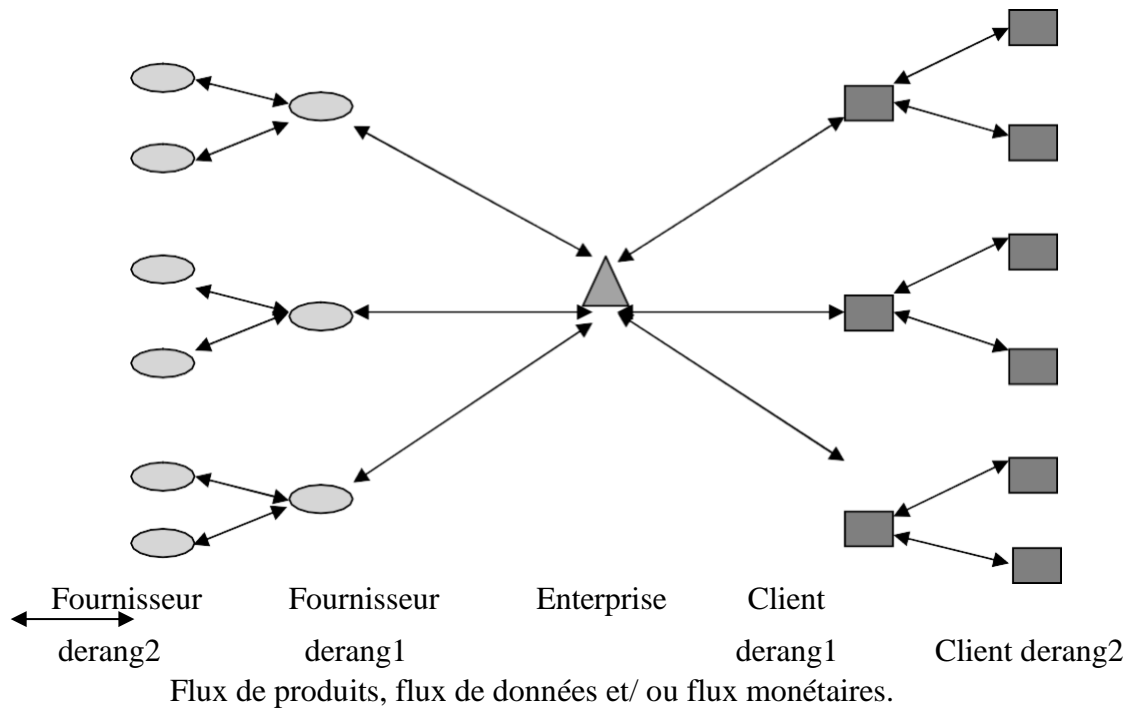 Fournisseur Fournisseur Enterprise Client
derang2 derang1 derang1 Client derang2
Flux de produits, flux de données et/ ou flux monétaires.